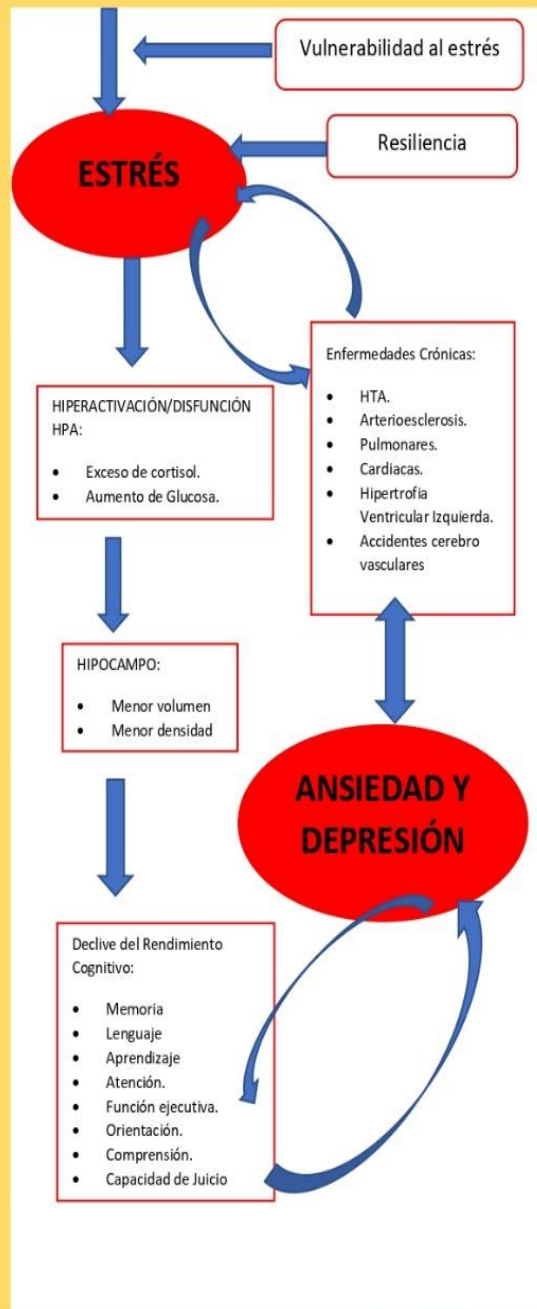 Vulnerabilidad al estrés
Resiliencia
ESTRÉS
Enfermedades Crónicas:
• HTA.
• Arterioesclerosis.
• Pulmonares.
• Cardiacas.
• Hipertrofia
Ventricular Izquierda.
• Accidentes cerebro
vasculares
HIPERACTIVACIÓN/DISFUNCIÓN
HPA:
• Exceso de cortisol.
• Aumento de Glucosa.
HIPOCAMPO:
• Menor volumen
• Menor densidad
ANSIEDAD Y
DEPRESIÓN
Declive del Rendimiento
Cognitivo:
• Memoria
• Lenguaje
• Aprendizaje
• Atención.
• Función ejecutiva.
• Orientación.
• Comprensión.
• Capacidad de Juicio